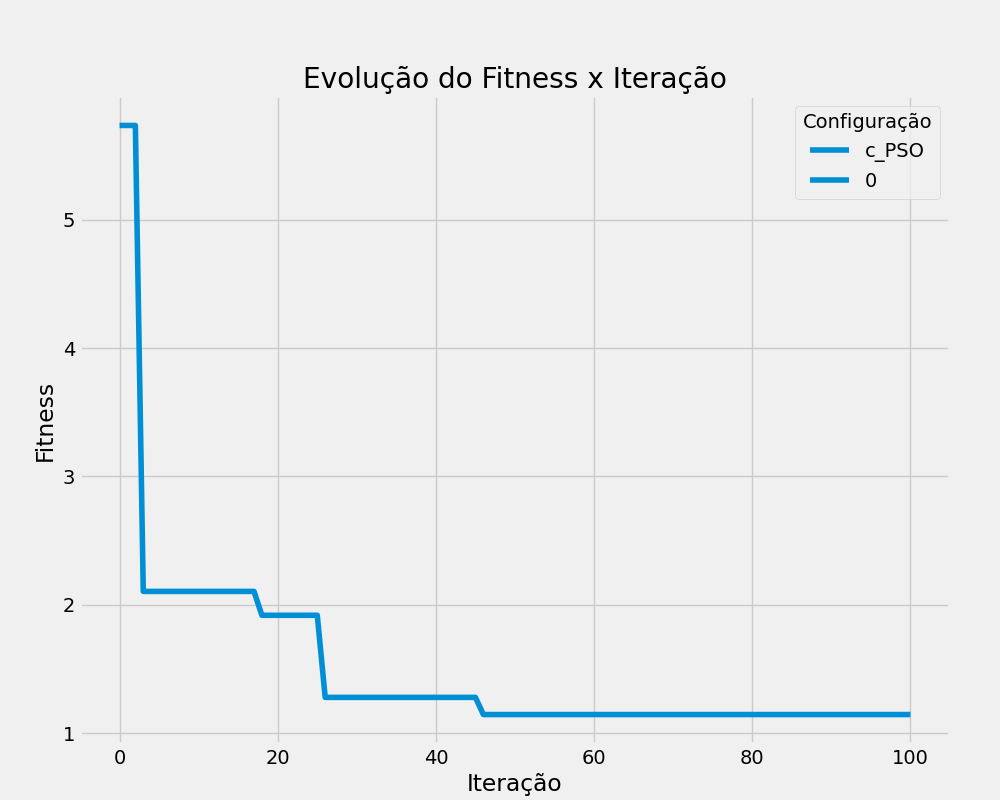 Evolução do Fitness x Iteração
Configuração
c_PSO
0
Fitness
5
4
3
2
1
0 20 40 60 80 100
Iteração